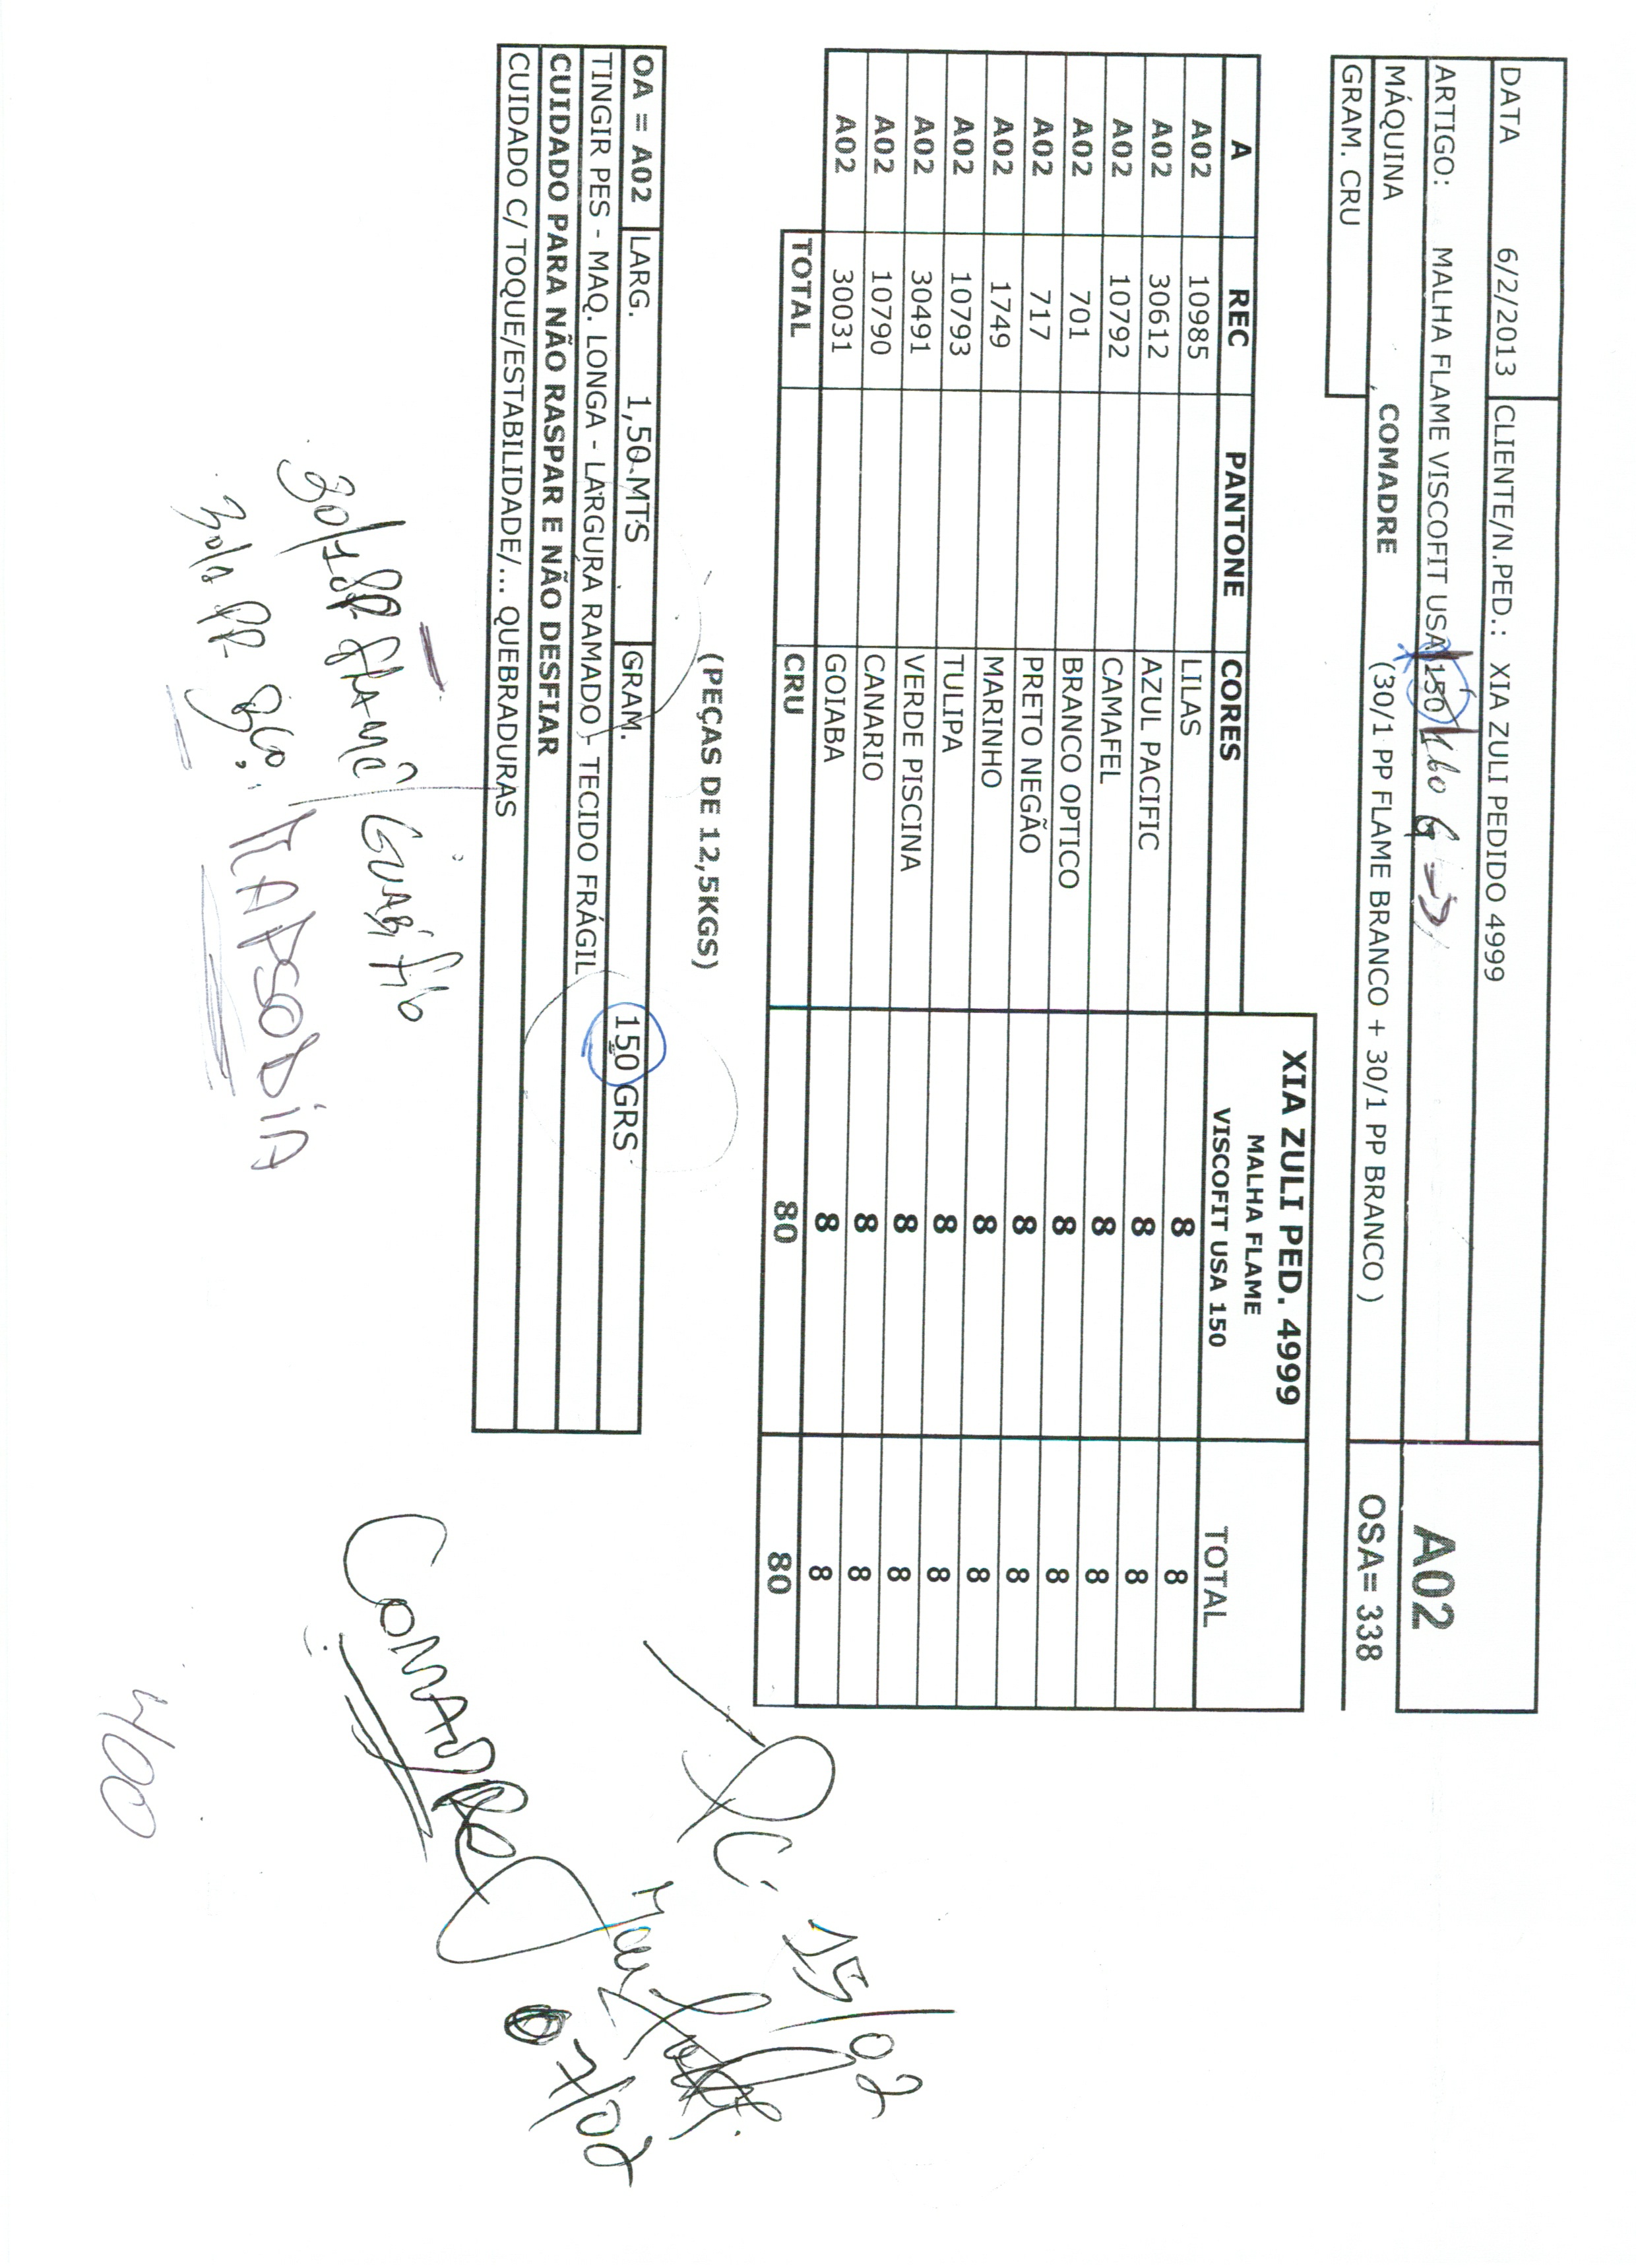 DATA 6/2/2013 CLIENTE/N.PED.: XIA ZULI PEDIDO 4999
ARTIGO: MALHA FLAME VISCOFIT USA 150 160 G A02
MÁQUINA COMADRE (30/1 PP FLAME BRANCO + 30/1 PP BRANCO ) OSA= 338
GRAM. CRU
XIA ZULI PED. 4999
MALHA FLAME
A REC PANTONE CORES VISCOFIT USA 150 TOTAL
A02 10985 LILAS 8 8
A02 30612 AZUL PACIFIC 8 8
A02 10792 CAMAFEL 8 8
A02 701 BRANCO OPTICO 8 8
A02 717 PRETO NEGÃO 8 8
A02 1749 MARINHO 8 8
A02 10793 TULIPA 8 8
A02 30491 VERDE PISCINA 8 8
A02 10790 CANARIO 8 8
A02 30031 GOIABA 8 8
TOTAL CRU 80 80
(PEÇAS DE 12,5KGS)
OA = A02 LARG. 1,50 MTS GRAM. 150 GRS
TINGIR PES - MAQ. LONGA - LARGURA RAMADO - TECIDO FRÁGIL
CUIDADO PARA NÃO RASPAR E NÃO DESFIAR
CUIDADO C/ TOQUE/ESTABILIDADE/... QUEBRADURAS
30/1 PP FLAMÊ
30/1 PP BCO.
RAPSODIA
15/02
COMADRE
07/02
400